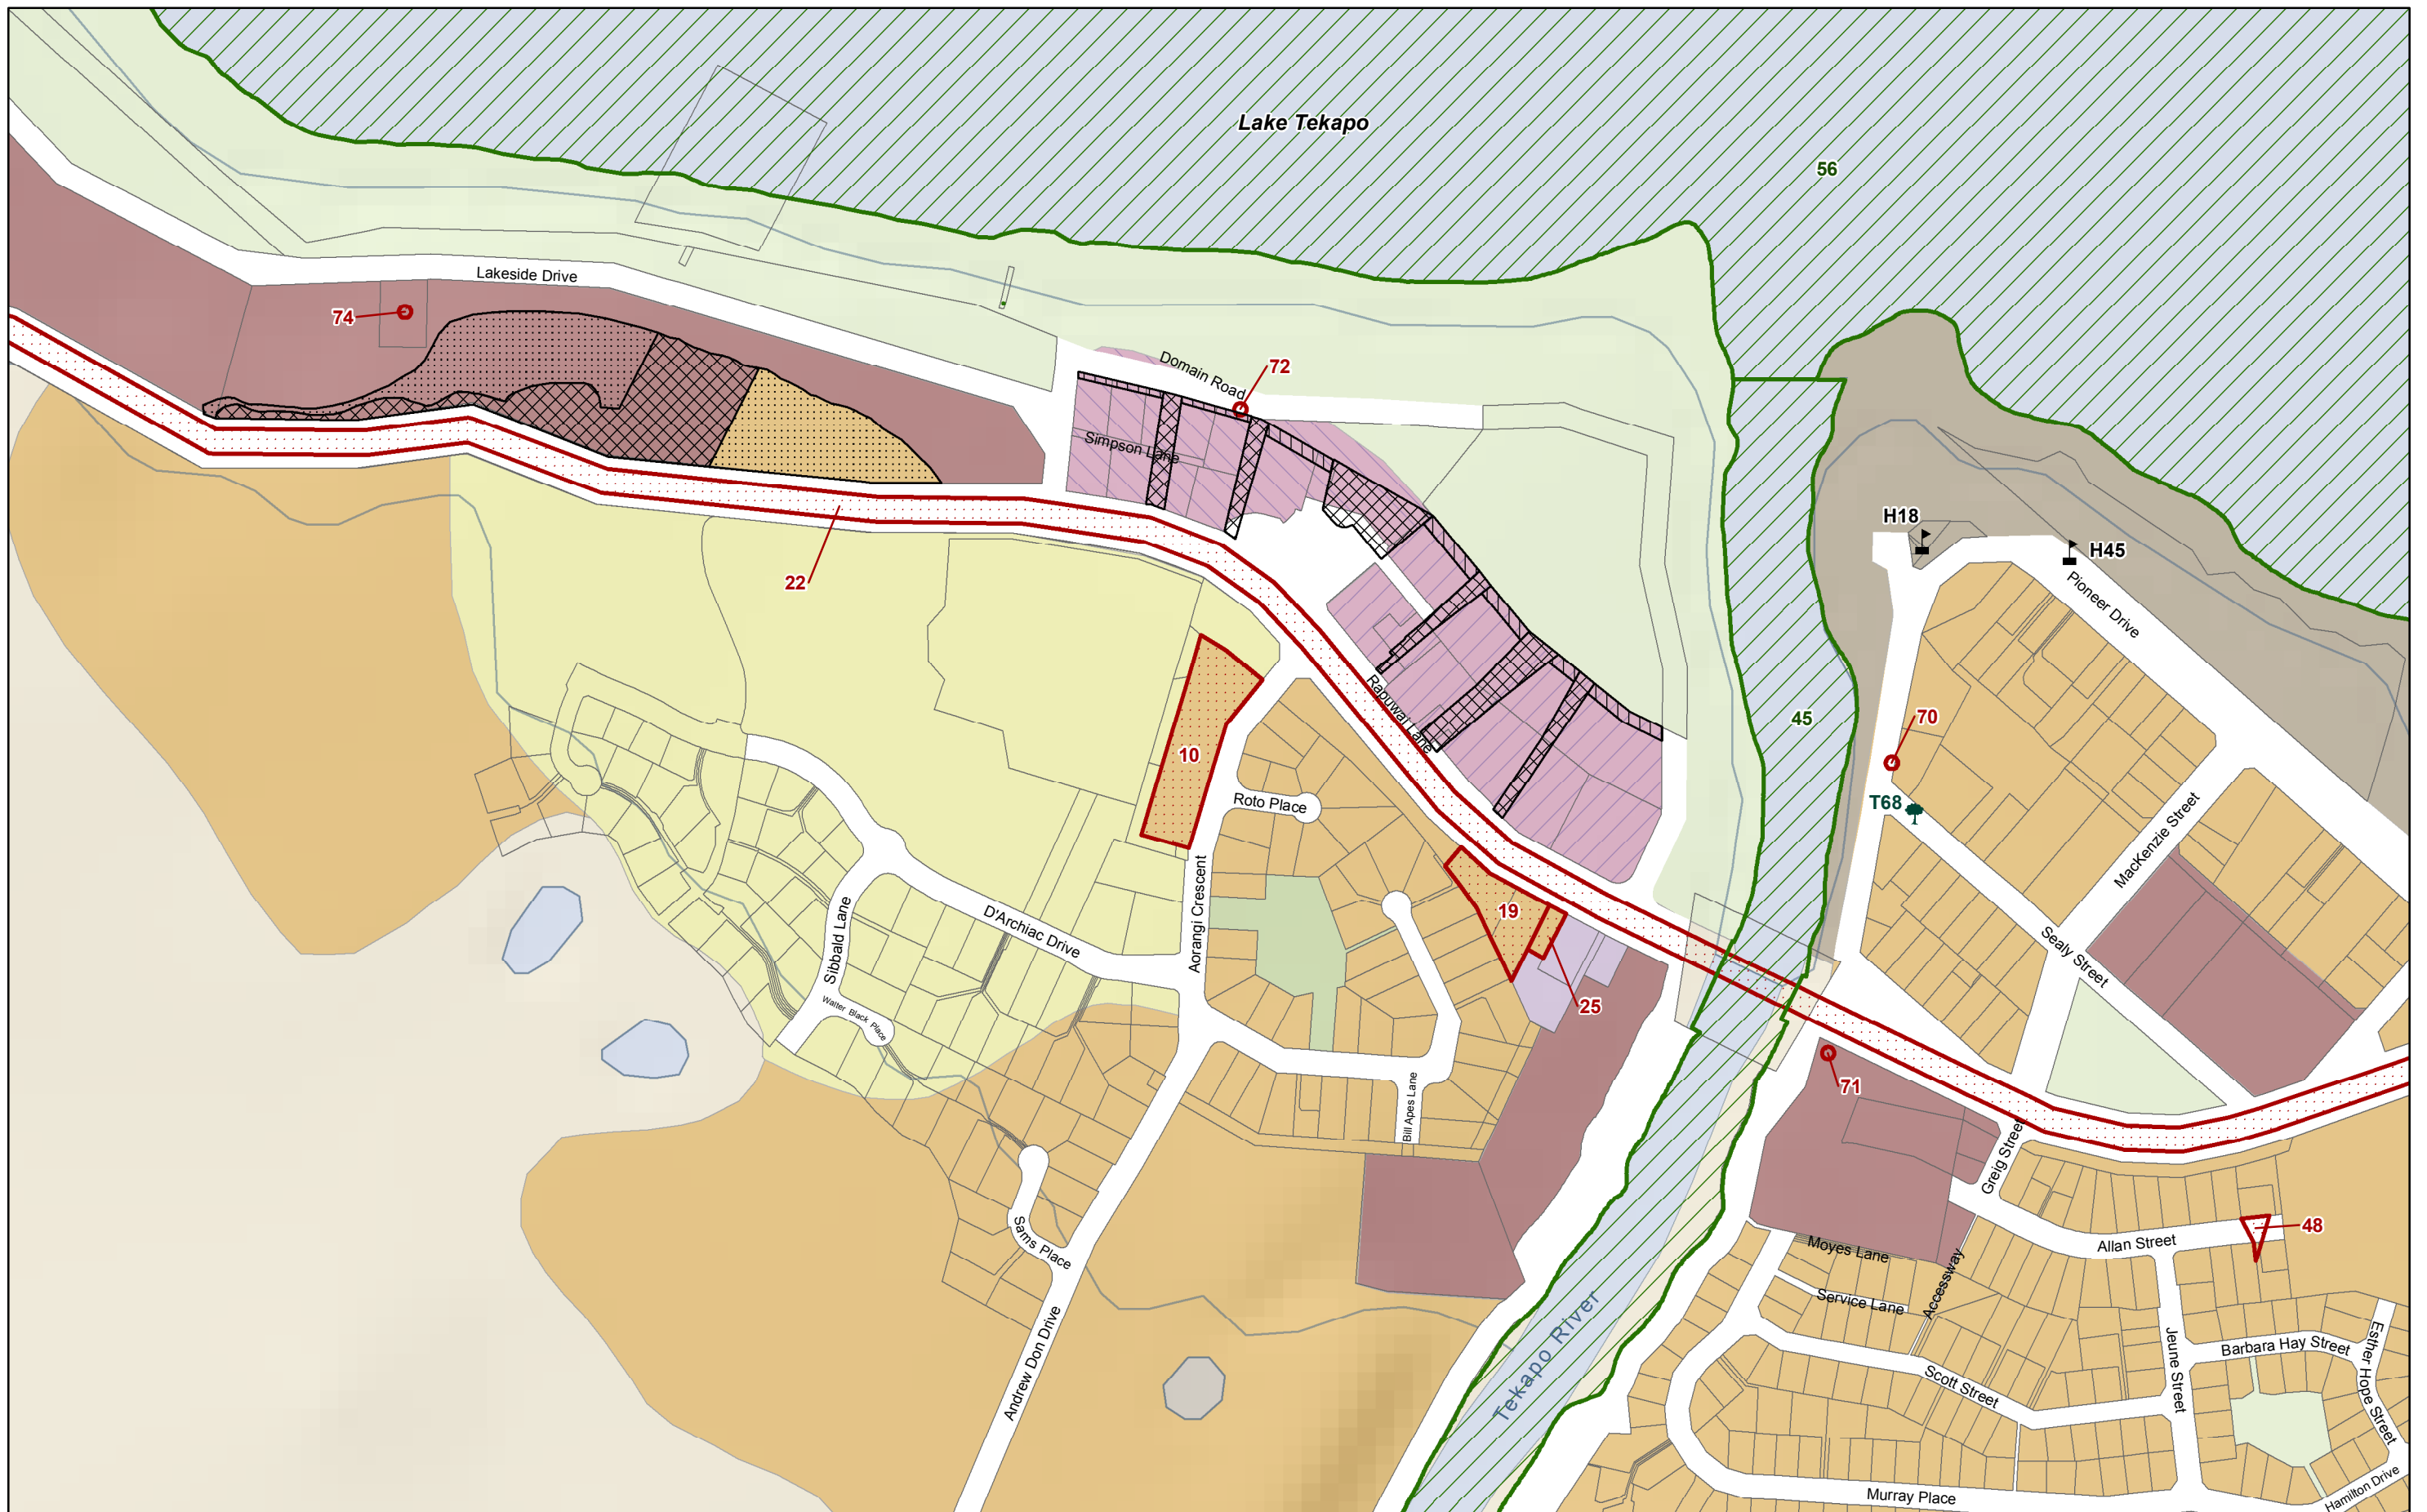 Lake Tekapo
56
Lakeside Drive
74
72
Domain Road
Simpson Lane
22
H18
H45
Pioneer Drive
Rapuwai Lane
10
45
70
T68
Roto Place
MacKenzie Street
Aorangi Crescent
D'Archiac Drive
Sibbald Lane
Walter Black Place
19
25
Sealy Street
71
Bill Apes Lane
Greig Street
Sams Place
48
Allan Street
Moyes Lane
Accessway
Service Lane
Andrew Don Drive
Tekapo River
Scott Street
Jeune Street
Barbara Hay Street
Esther Hope Street
Murray Place
Hamilton Drive